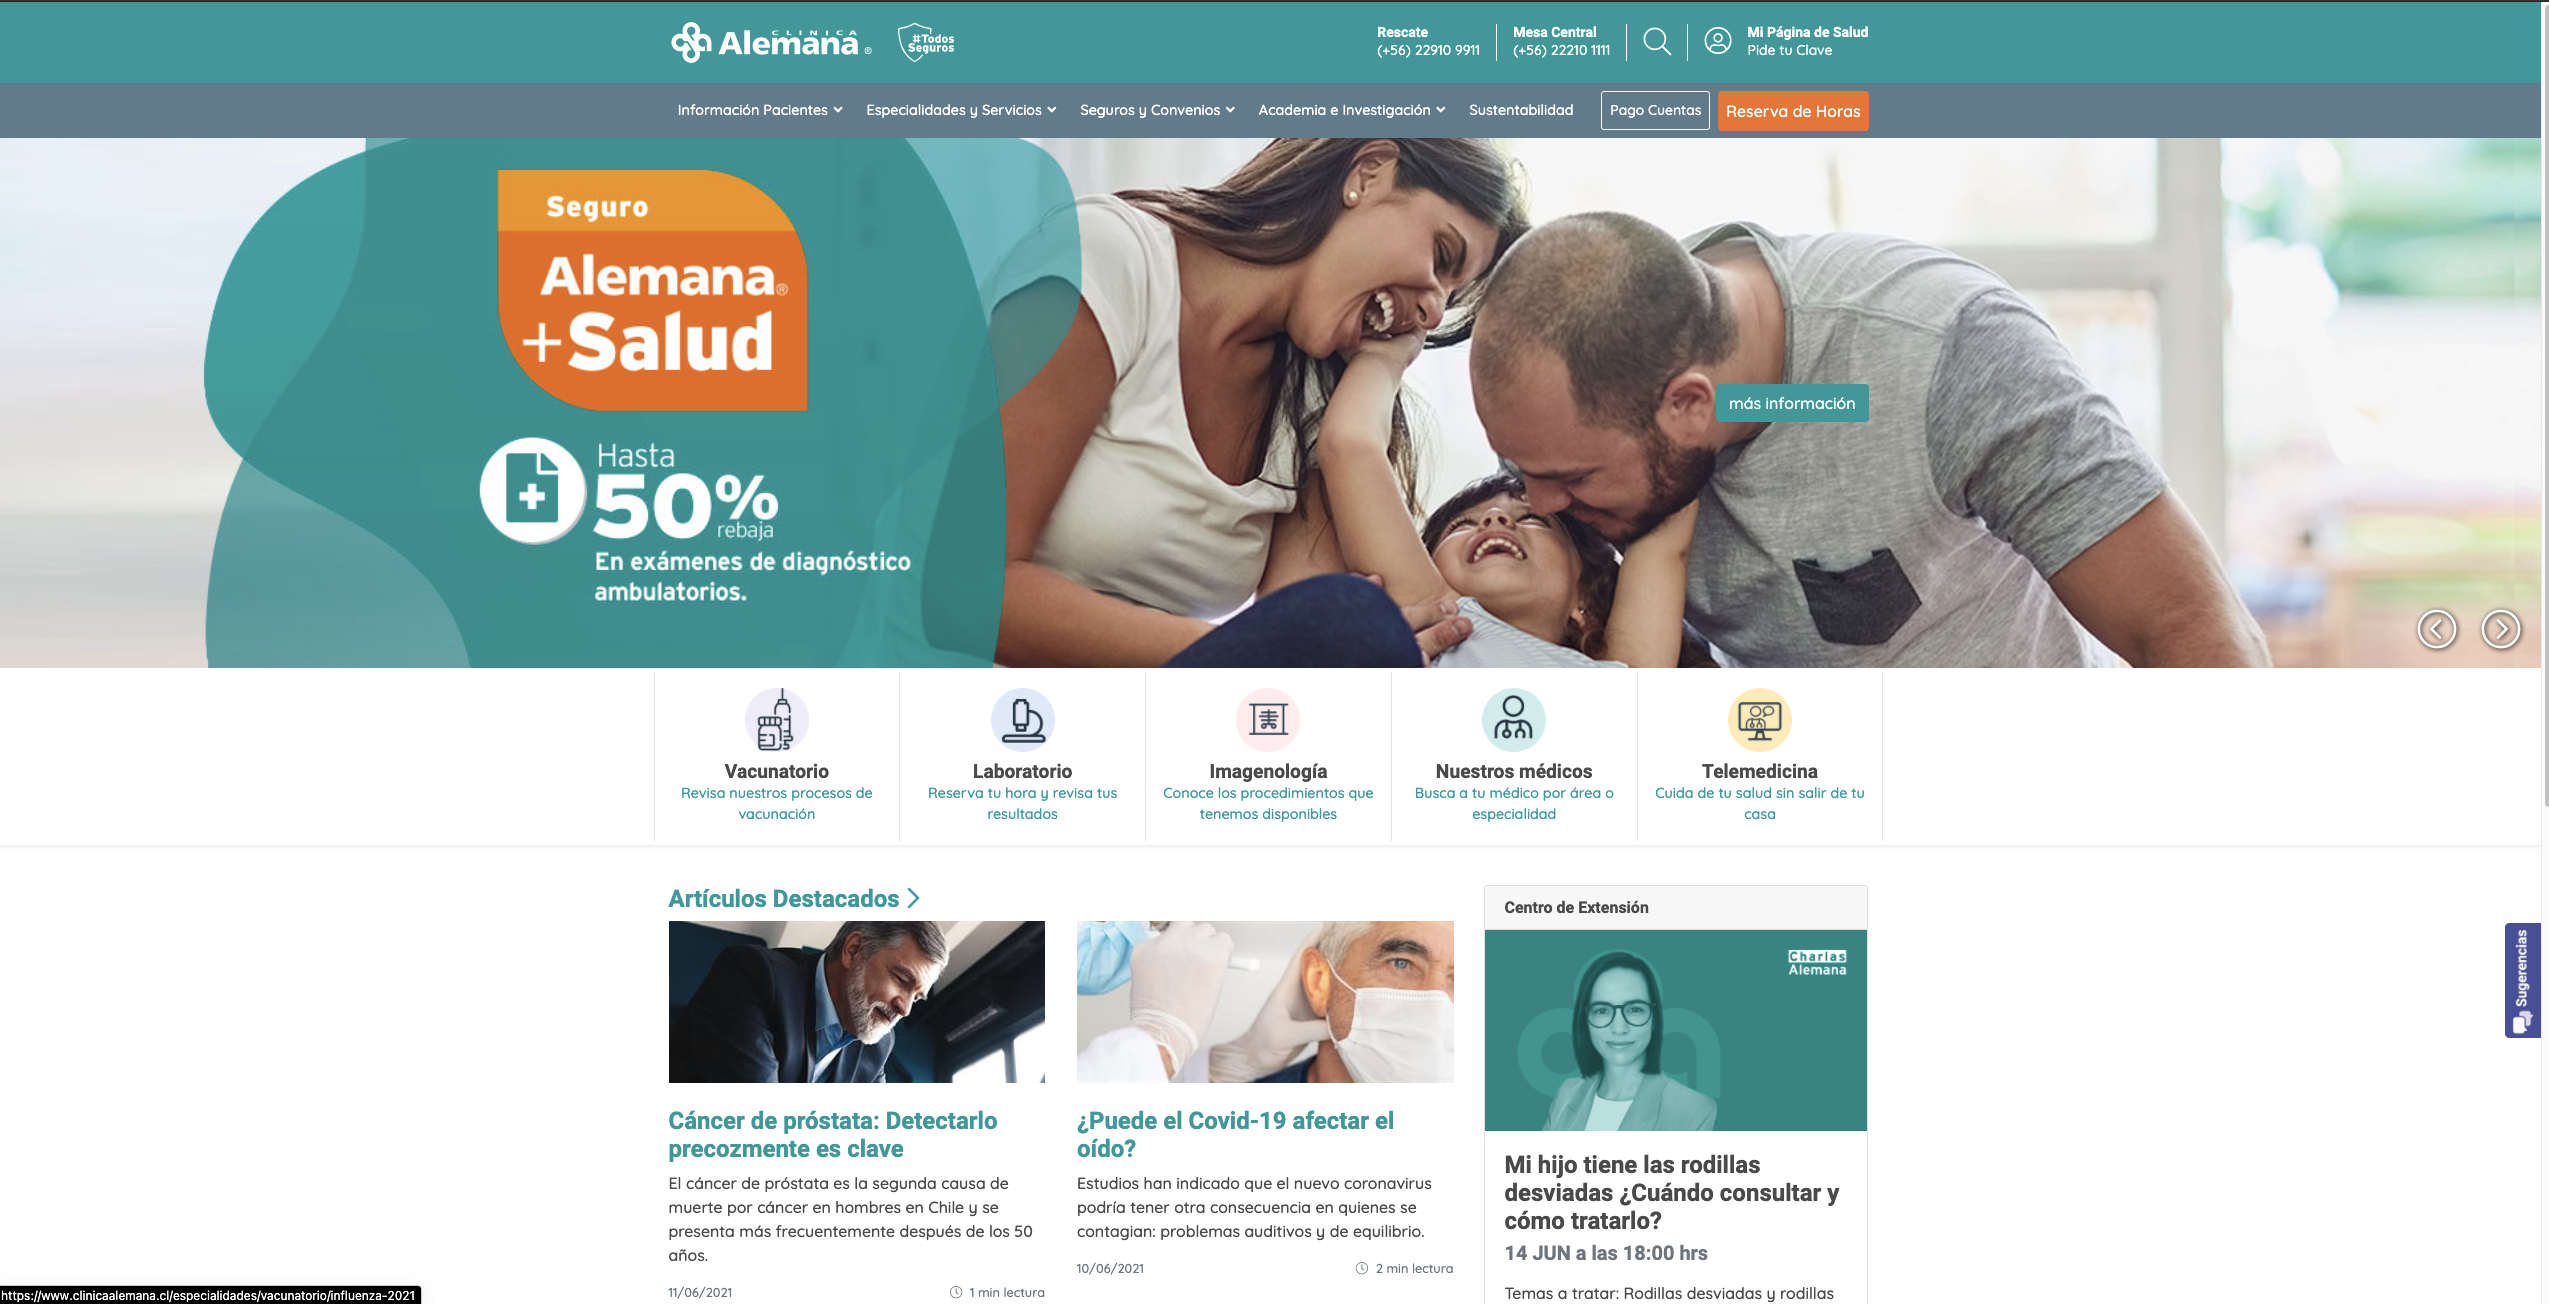 CLINICA
Alemana®
#Todos
Seguros
Rescate
(+56) 22910 9911
Mesa Central
(+56) 22210 1111
Mi Página de Salud
Pide tu Clave
Información Pacientes
Especialidades y Servicios
Seguros y Convenios
Academia e Investigación
Sustentabilidad
Pago Cuentas
Reserva de Horas
Seguro
Alemana®
+Salud
Hasta
50%
rebaja
En exámenes de diagnóstico
ambulatorios.
más información
Vacunatorio
Revisa nuestros procesos de
vacunación
Laboratorio
Reserva tu hora y revisa tus
resultados
Imagenología
Conoce los procedimientos que
tenemos disponibles
Nuestros médicos
Busca a tu médico por área o
especialidad
Telemedicina
Cuida de tu salud sin salir de tu
casa
Artículos Destacados
Cáncer de próstata: Detectarlo
precozmente es clave
El cáncer de próstata es la segunda causa de
muerte por cáncer en hombres en Chile y se
presenta más frecuentemente después de los 50
años.
11/06/2021
1 min lectura
¿Puede el Covid-19 afectar el
oído?
Estudios han indicado que el nuevo coronavirus
podría tener otra consecuencia en quienes se
contagian: problemas auditivos y de equilibrio.
10/06/2021
2 min lectura
Centro de Extensión
Charlas
Alemana
Mi hijo tiene las rodillas
desviadas ¿Cuándo consultar y
cómo tratarlo?
14 JUN a las 18:00 hrs
Temas a tratar: Rodillas desviadas y rodillas
Sugerencias
https://www.clinicaalemana.cl/especialidades/vacunatorio/influenza-2021